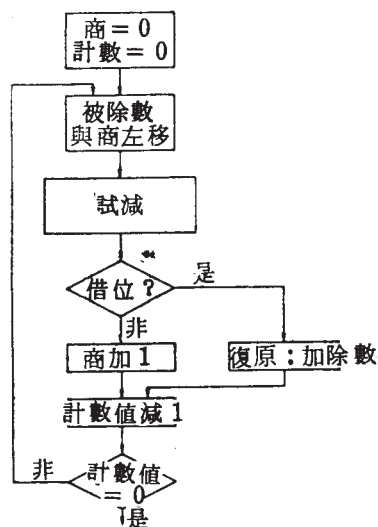 商=0
計數=0
被除數
與商左移
試減
借位？
是
非
商加1
復原：加除數
計數值減1
非
計數值
=0
是